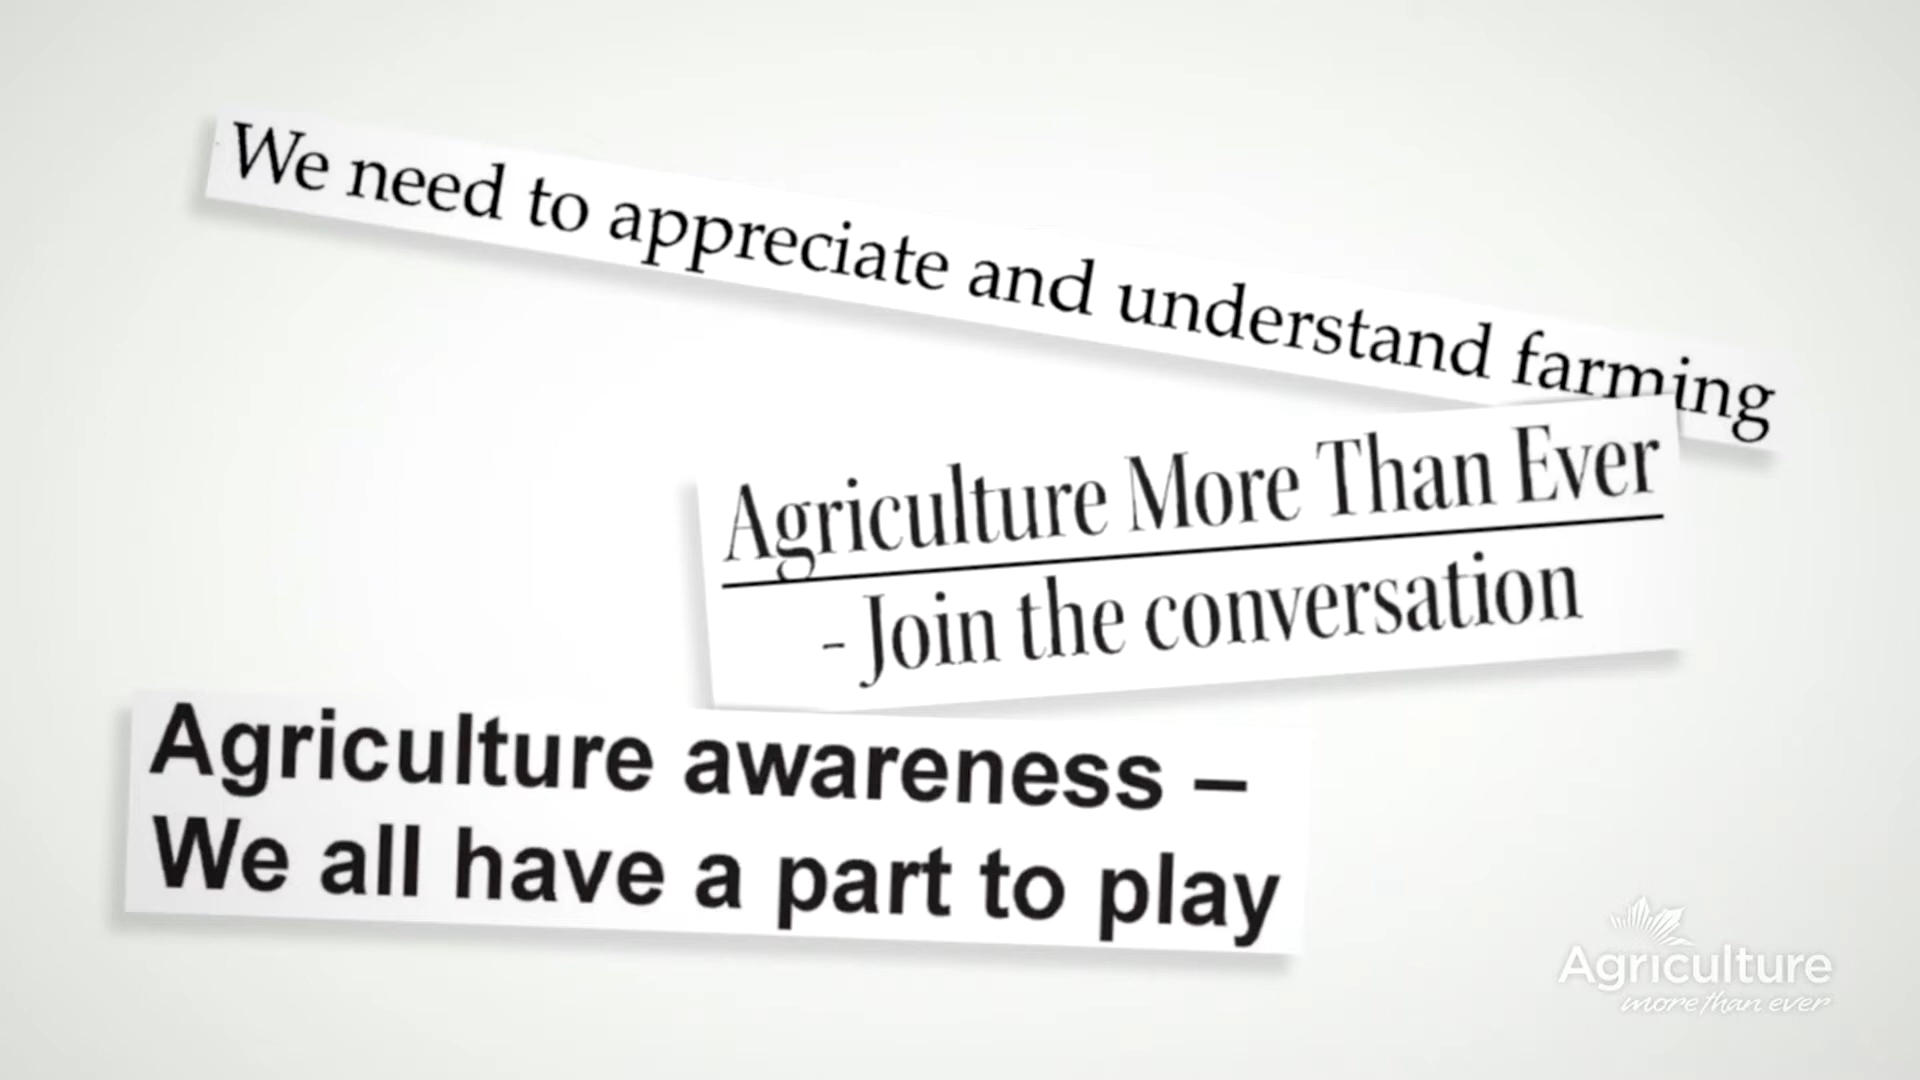 We need to appreciate and understand farming
Agriculture More Than Ever
- Join the conversation
Agriculture awareness –
We all have a part to play
Agriculture
more than ever